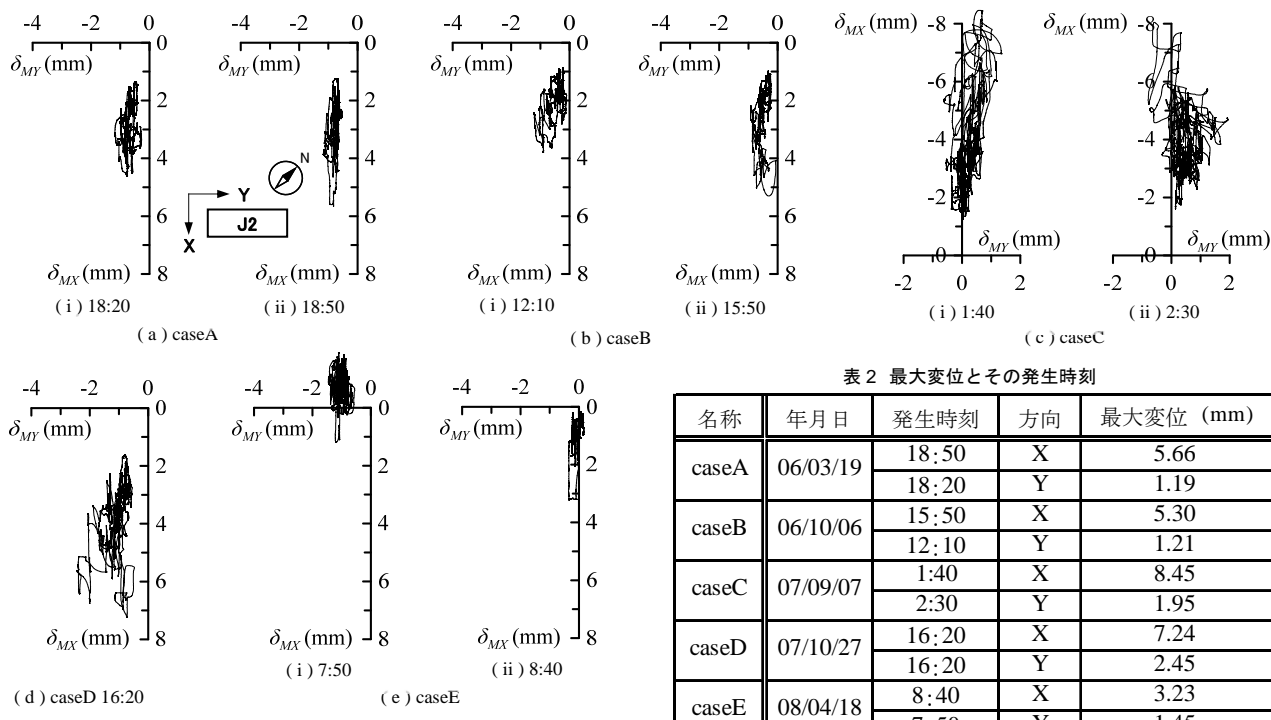 -4 -2 0
0
δMY(mm)
2
4
6
δMX(mm) 8
( i ) 18:20
N
Y
J2
X
-4 -2 0
0
δMY(mm)
2
4
6
δMX(mm) 8
( ii ) 18:50
( a ) caseA
-4 -2 0
0
δMY(mm)
2
4
6
δMX(mm) 8
( i ) 12:10
-4 -2 0
0
δMY(mm)
2
4
6
δMX(mm) 8
( ii ) 15:50
( b ) caseB
δMX(mm) -8
-6
-4
-2
0 δMY(mm)
-2 0 2
( i ) 1:40
δMX(mm) -8
-6
-4
-2
0 δMY(mm)
-2 0 2
( ii ) 2:30
( c ) caseC
-4 -2 0
0
δMY(mm)
2
4
6
δMX(mm) 8
( d ) caseD 16:20
-4 -2 0
0
δMY(mm)
2
4
6
δMX(mm) 8
( i ) 7:50
-4 -2 0
0
δMY(mm)
2
4
6
δMX(mm) 8
( ii ) 8:40
( e ) caseE
表2 最大変位とその発生時刻
名称 年月日 発生時刻 方向 最大変位 (mm)
caseA 06/03/19 18:50 X 5.66
18:20 Y 1.19
caseB 06/10/06 15:50 X 5.30
12:10 Y 1.21
caseC 07/09/07 1:40 X 8.45
2:30 Y 1.95
caseD 07/10/27 16:20 X 7.24
16:20 Y 2.45
caseE 08/04/18 8:40 X 3.23